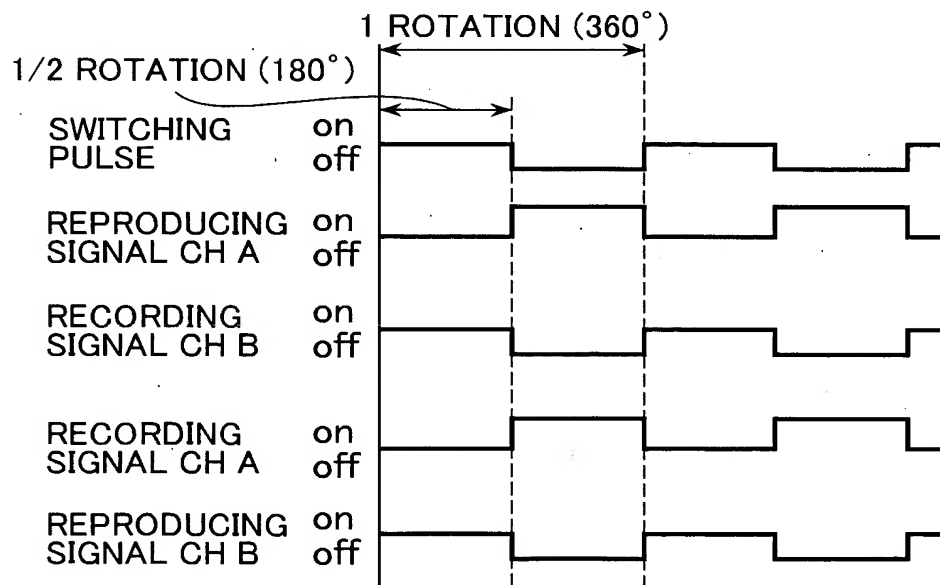 1 ROTATION (360°)
1/2 ROTATION (180°)
SWITCHING on
PULSE off
REPRODUCING on
SIGNAL CH A off
RECORDING on
SIGNAL CH B off
RECORDING on
SIGNAL CH A off
REPRODUCING on
SIGNAL CH B off